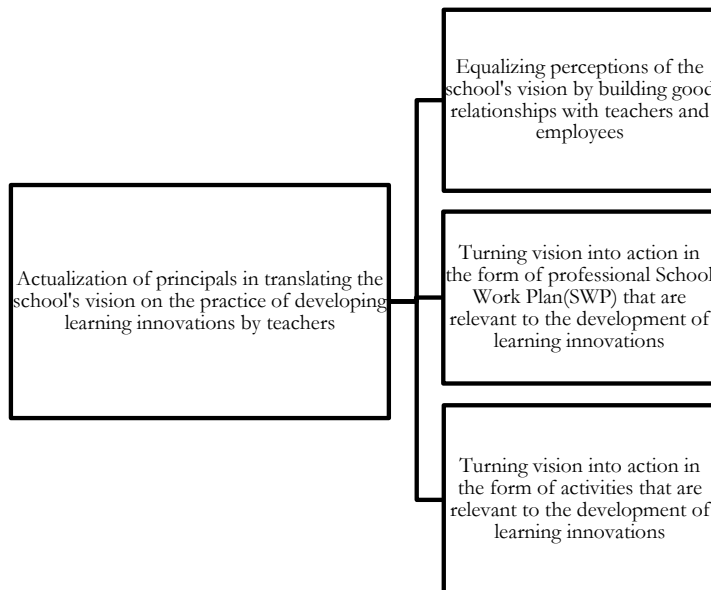 Actualization of principals in translating the
school's vision on the practice of developing
learning innovations by teachers
Equalizing perceptions of the
school's vision by building good
relationships with teachers and
employees
Turning vision into action in
the form of professional School
Work Plan(SWP) that are
relevant to the development of
learning innovations
Turning vision into action in
the form of activities that are
relevant to the development of
learning innovations